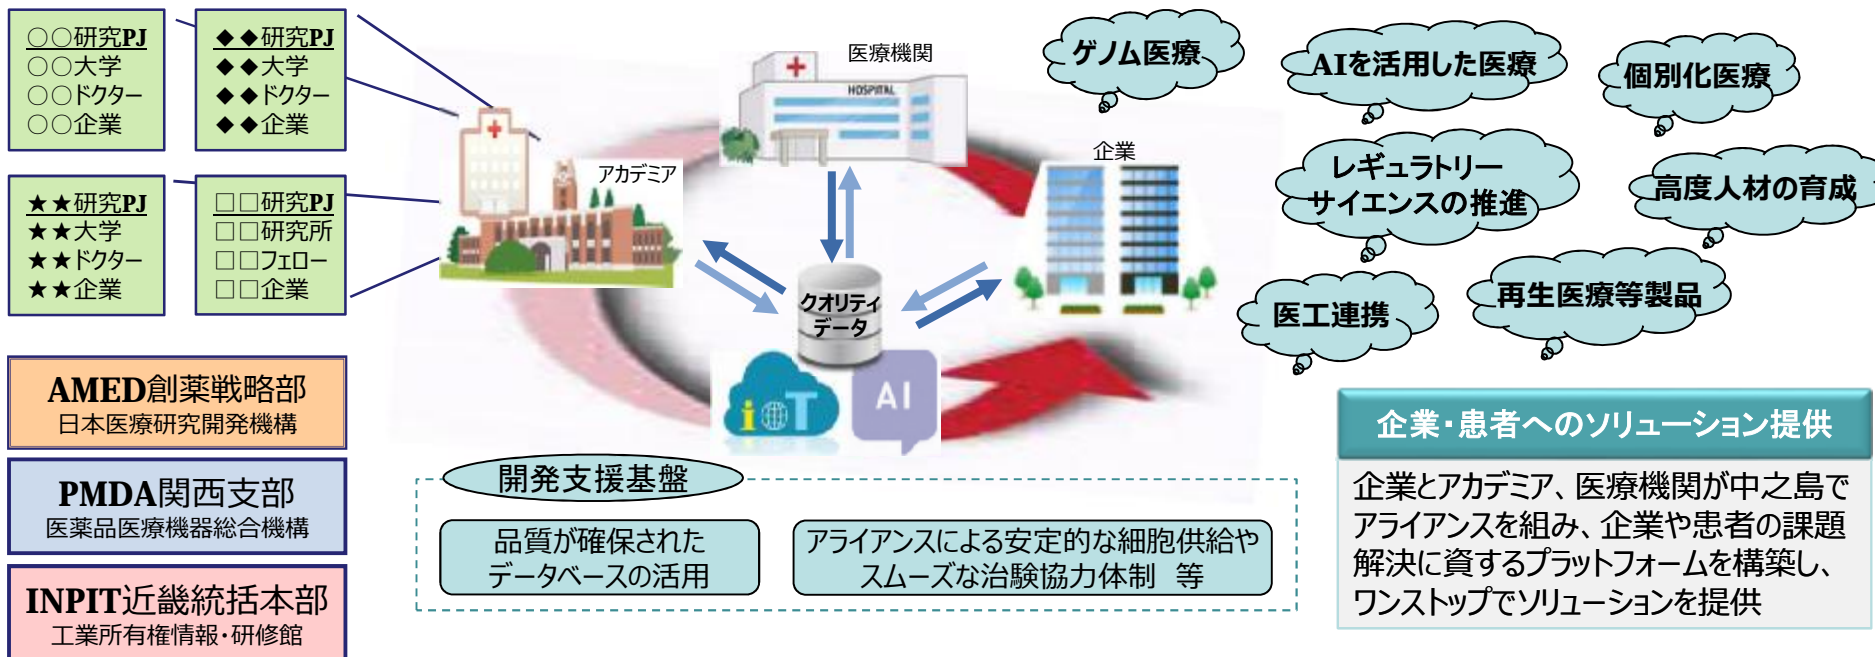 ○○研究PJ
○○大学
○○ドクター
○○企業
◆◆研究PJ
◆◆大学
◆◆ドクター
◆◆企業
★★研究PJ
★★大学
★★ドクター
★★企業
□□研究PJ
□□研究所
□□フェロー
□□企業
AMED創薬戦略部
日本医療研究開発機構
PMDA関西支部
医薬品医療機器総合機構
INPIT近畿統括本部
工業所有権情報・研修館
医療機関
HOSPITAL
アカデミア
企業
クオリティ
データ
ioT
AI
開発支援基盤
品質が確保された
データベースの活用
アライアンスによる安定的な細胞供給や
スムーズな治験協力体制 等
ゲノム医療
AIを活用した医療
個別化医療
レギュラトリー
サイエンスの推進
高度人材の育成
医工連携
再生医療等製品
企業・患者へのソリューション提供
企業とアカデミア、医療機関が中之島で
アライアンスを組み、企業や患者の課題
解決に資するプラットフォームを構築し、
ワンストップでソリューションを提供